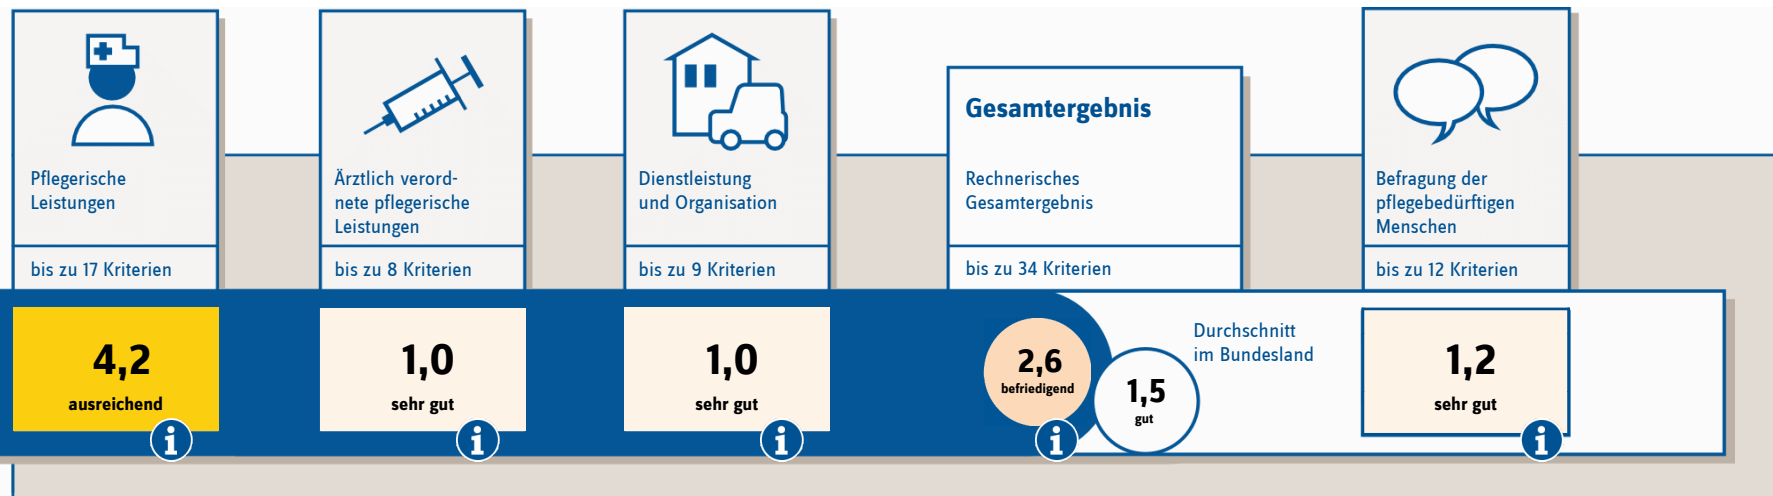 Pflegerische
Leistungen
bis zu 17 Kriterien
4,2
ausreichend
i
Ärztlich verord-
nete pflegerische
Leistungen
bis zu 8 Kriterien
1,0
sehr gut
i
Dienstleistung
und Organisation
bis zu 9 Kriterien
1,0
sehr gut
i
Gesamtergebnis
Rechnerisches
Gesamtergebnis
bis zu 34 Kriterien
2,6
befriedigend
i
1,5
gut
Durchschnitt
im Bundesland
Befragung der
pflegebedürftigen
Menschen
bis zu 12 Kriterien
1,2
sehr gut
i